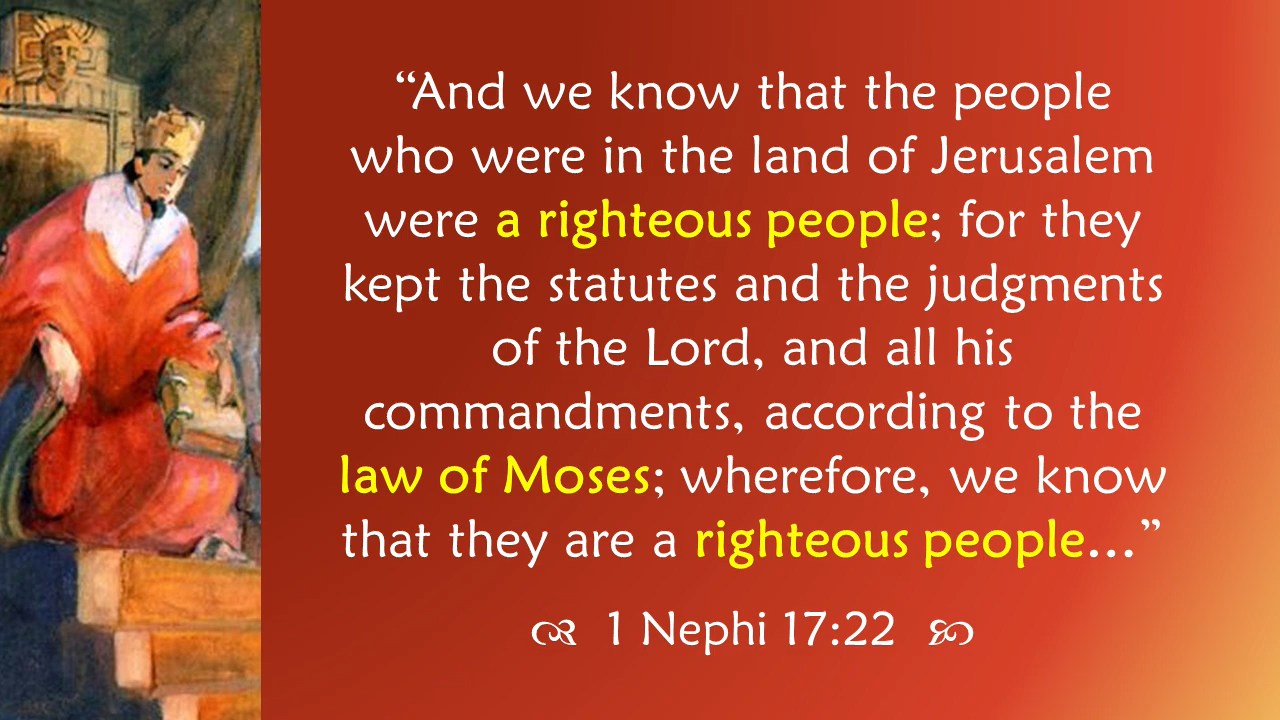 “And we know that the people
who were in the land of Jerusalem
were a righteous people; for they
kept the statutes and the judgments
of the Lord, and all his
commandments, according to the
law of Moses; wherefore, we know
that they are a righteous people…”
1 Nephi 17:22